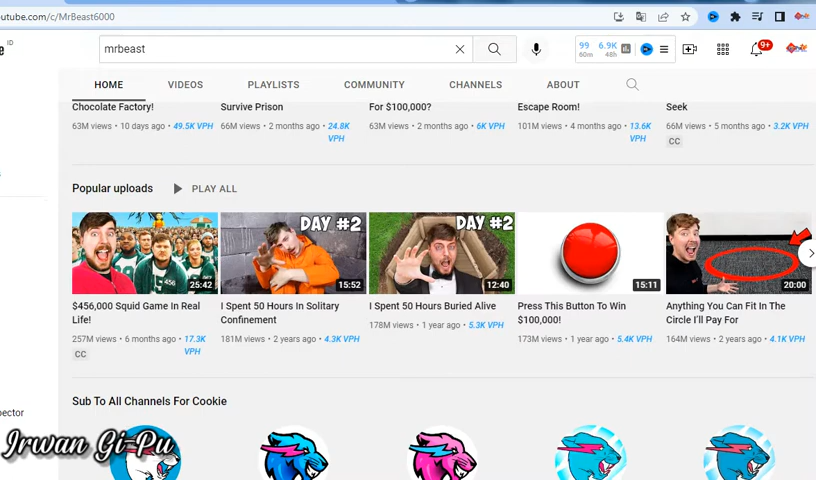 outube.com/c/MrBeast6000
ID
mrbeast
99 6.9K
60m 48h
9+
HOME VIDEOS PLAYLISTS COMMUNITY CHANNELS ABOUT
Chocolate Factory! Survive Prison For $100,000? Escape Room! Seek
63M views • 10 days ago • 49.5K VPH
66M views • 2 months ago • 24.8K
VPH
63M views • 2 months ago • 6K VPH
101M views • 4 months ago • 13.6K
VPH
66M views • 5 months ago • 3.2K VPH
CC
Popular uploads PLAY ALL
456
25:42
DAY #2
15:52
DAY #2
12:40
15:11
20:00
$456,000 Squid Game In Real
Life!
257M views • 6 months ago • 17.3K
VPH
CC
I Spent 50 Hours In Solitary
Confinement
181M views • 2 years ago • 4.3K VPH
I Spent 50 Hours Buried Alive
178M views • 1 year ago • 5.3K VPH
Press This Button To Win
$100,000!
173M views • 1 year ago • 5.4K VPH
Anything You Can Fit In The
Circle I'll Pay For
164M views • 2 years ago • 4.1K VPH
Sub To All Channels For Cookie
pector
Irwan Gi-Pu